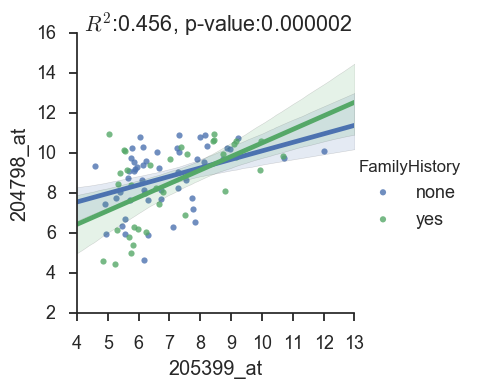 R²:0.456, p-value:0.000002
16
14
12
10
8
6
4
2
204798_at
4 5 6 7 8 9 10 11 12 13
205399_at
FamilyHistory
none
yes